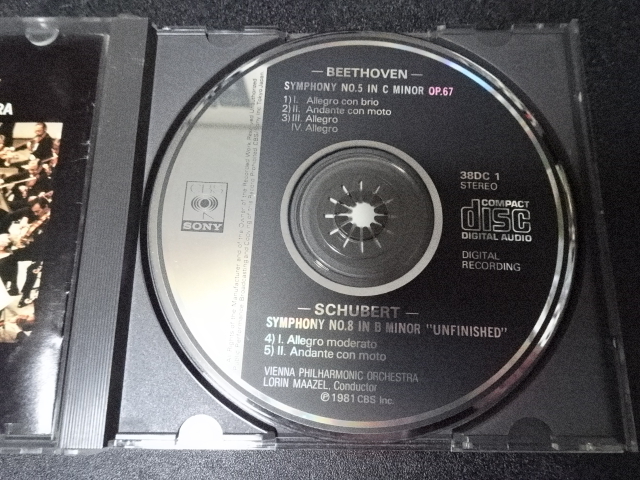 RA
— BEETHOVEN —
SYMPHONY NO.5 IN C MINOR OP.67
1) I. Allegro con brio
2) II. Andante con moto
3) III. Allegro
IV. Allegro
CBS
SONY
38DC 1
STEREO
COMPACT
disc
DIGITAL AUDIO
DIGITAL
RECORDING
— SCHUBERT —
SYMPHONY NO.8 IN B MINOR "UNFINISHED"
4) I. Allegro moderato
5) II. Andante con moto
VIENNA PHILHARMONIC ORCHESTRA
LORIN MAAZEL, Conductor
℗ 1981 CBS Inc.